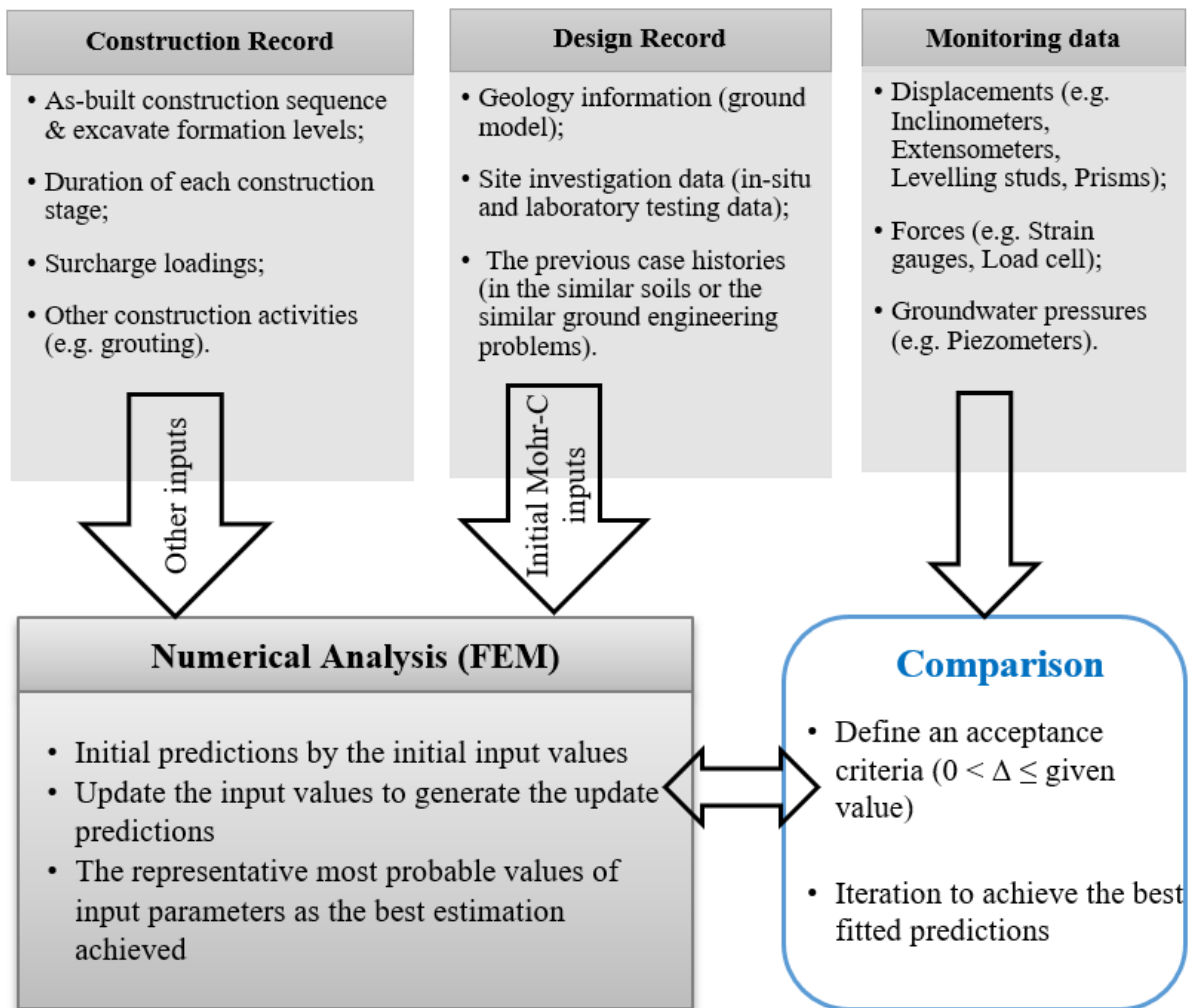 Construction Record
• As-built construction sequence
& excavate formation levels;
• Duration of each construction
stage;
• Surcharge loadings;
• Other construction activities
(e.g. grouting).
Other inputs
Design Record
• Geology information (ground
model);
• Site investigation data (in-situ
and laboratory testing data);
• The previous case histories
(in the similar soils or the
similar ground engineering
problems).
Initial Mohr-C
inputs
Monitoring data
• Displacements (e.g.
Inclinometers,
Extensometers,
Levelling studs, Prisms);
• Forces (e.g. Strain
gauges, Load cell);
• Groundwater pressures
(e.g. Piezometers).
Numerical Analysis (FEM)
• Initial predictions by the initial input values
• Update the input values to generate the update
predictions
• The representative most probable values of
input parameters as the best estimation
achieved
Comparison
• Define an acceptance
criteria (0 < Δ ≤ given
value)
• Iteration to achieve the best
fitted predictions